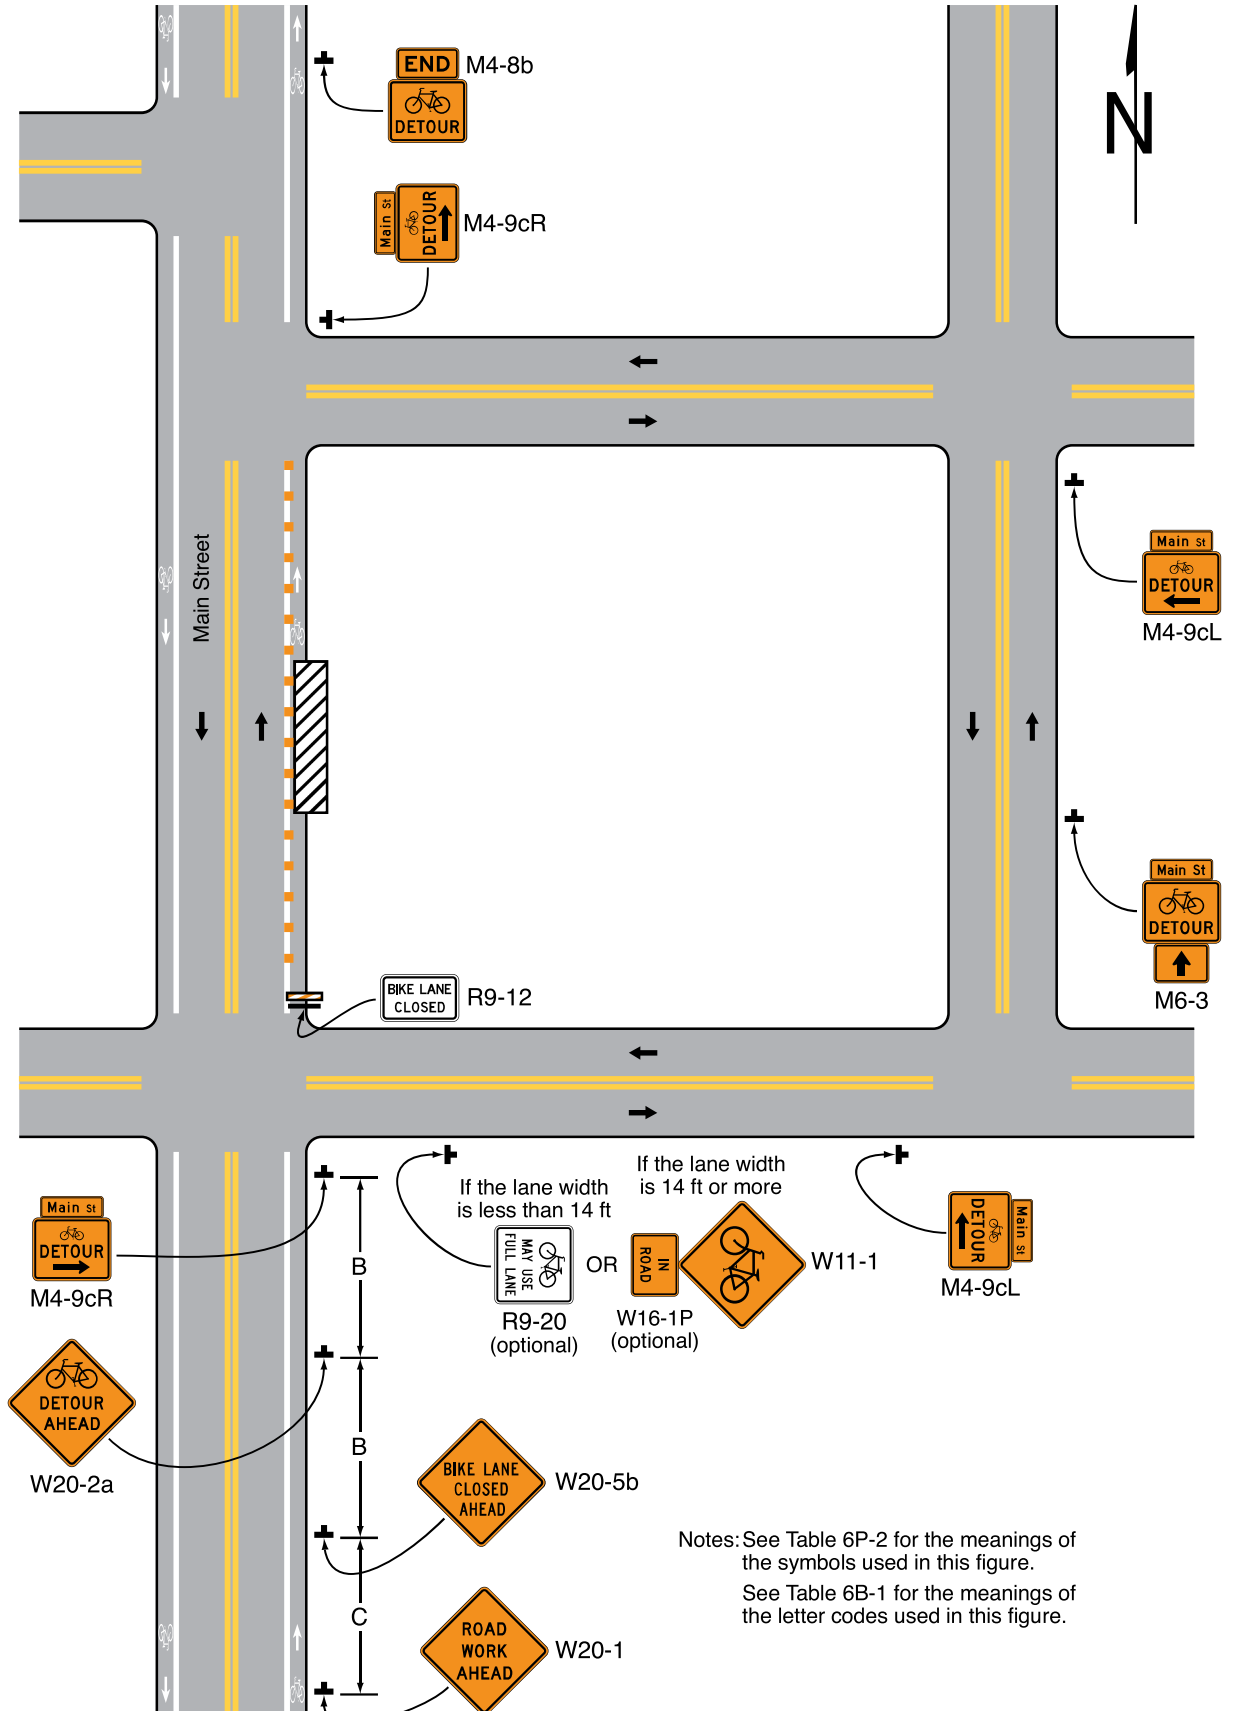 END
DETOUR
M4-8b
N
Main St
DETOUR
M4-9cR
Main Street
Main St
DETOUR
M4-9cL
Main St
DETOUR
M6-3
BIKE LANE
CLOSED
R9-12
If the lane width
is less than 14 ft
If the lane width
is 14 ft or more
MAY USE
FULL LANE
R9-20
(optional)
OR
IN
ROAD
W16-1P
(optional)
W11-1
DETOUR
Main St
M4-9cL
Main St
DETOUR
M4-9cR
B
DETOUR
AHEAD
W20-2a
B
BIKE LANE
CLOSED
AHEAD
W20-5b
C
ROAD
WORK
AHEAD
W20-1
Notes: See Table 6P-2 for the meanings of
the symbols used in this figure.
See Table 6B-1 for the meanings of
the letter codes used in this figure.